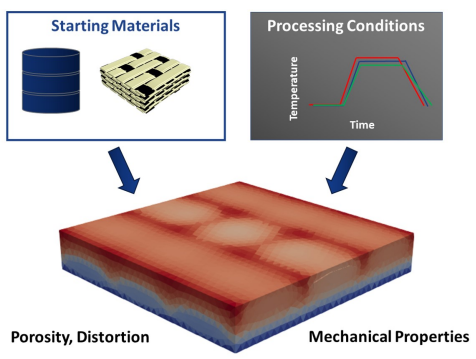 Starting Materials
Processing Conditions
Temperature
Time
Porosity, Distortion
Mechanical Properties